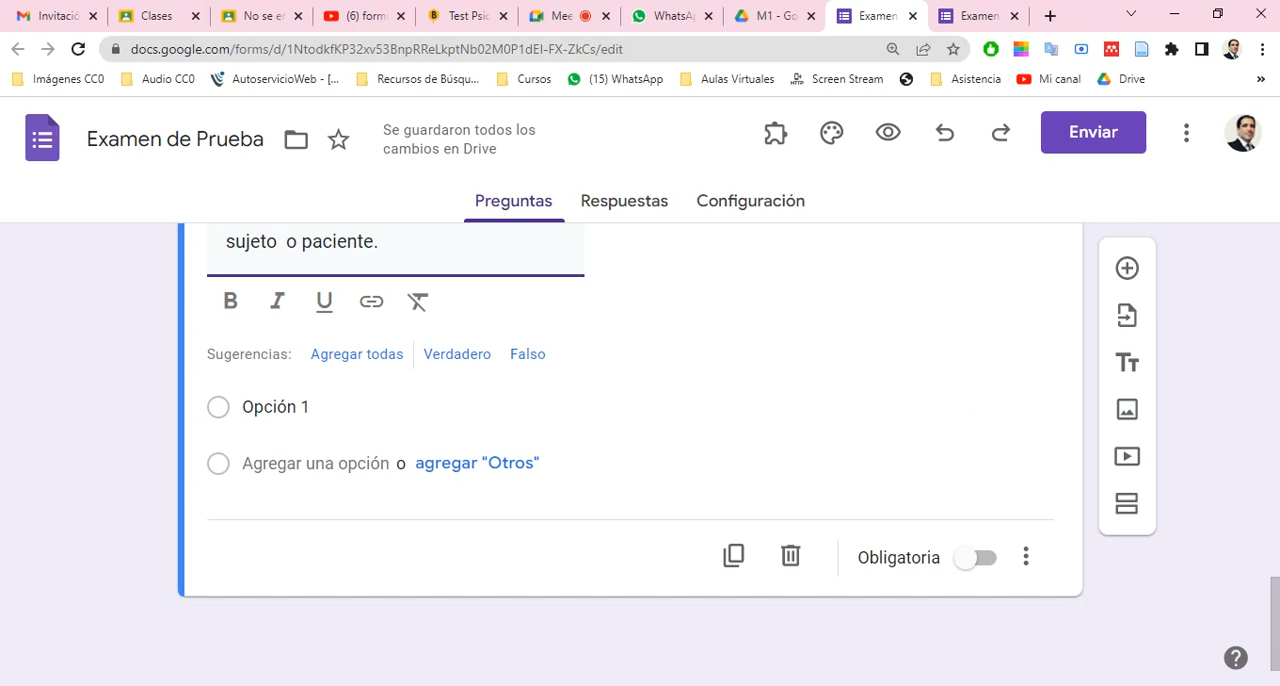 Invitació
Clases
No se er
(6) form
Test Psic
Mee
WhatsA
M1 - Go
Examen
Examen
docs.google.com/forms/d/1NtodkfKP32xv53BnpRReLkptNb02M0P1dEI-FX-ZkCs/edit
Imágenes CC0
Audio CC0
AutoservicioWeb - [...
Recursos de Búsqu...
Cursos
(15) WhatsApp
Aulas Virtuales
Screen Stream
Asistencia
Mi canal
Drive
»
Examen de Prueba
Se guardaron todos los
cambios en Drive
Enviar
Preguntas
Respuestas
Configuración
sujeto  o paciente.
B I U
Sugerencias: Agregar todas Verdadero Falso
Opción 1
Agregar una opción o agregar "Otros"
Obligatoria